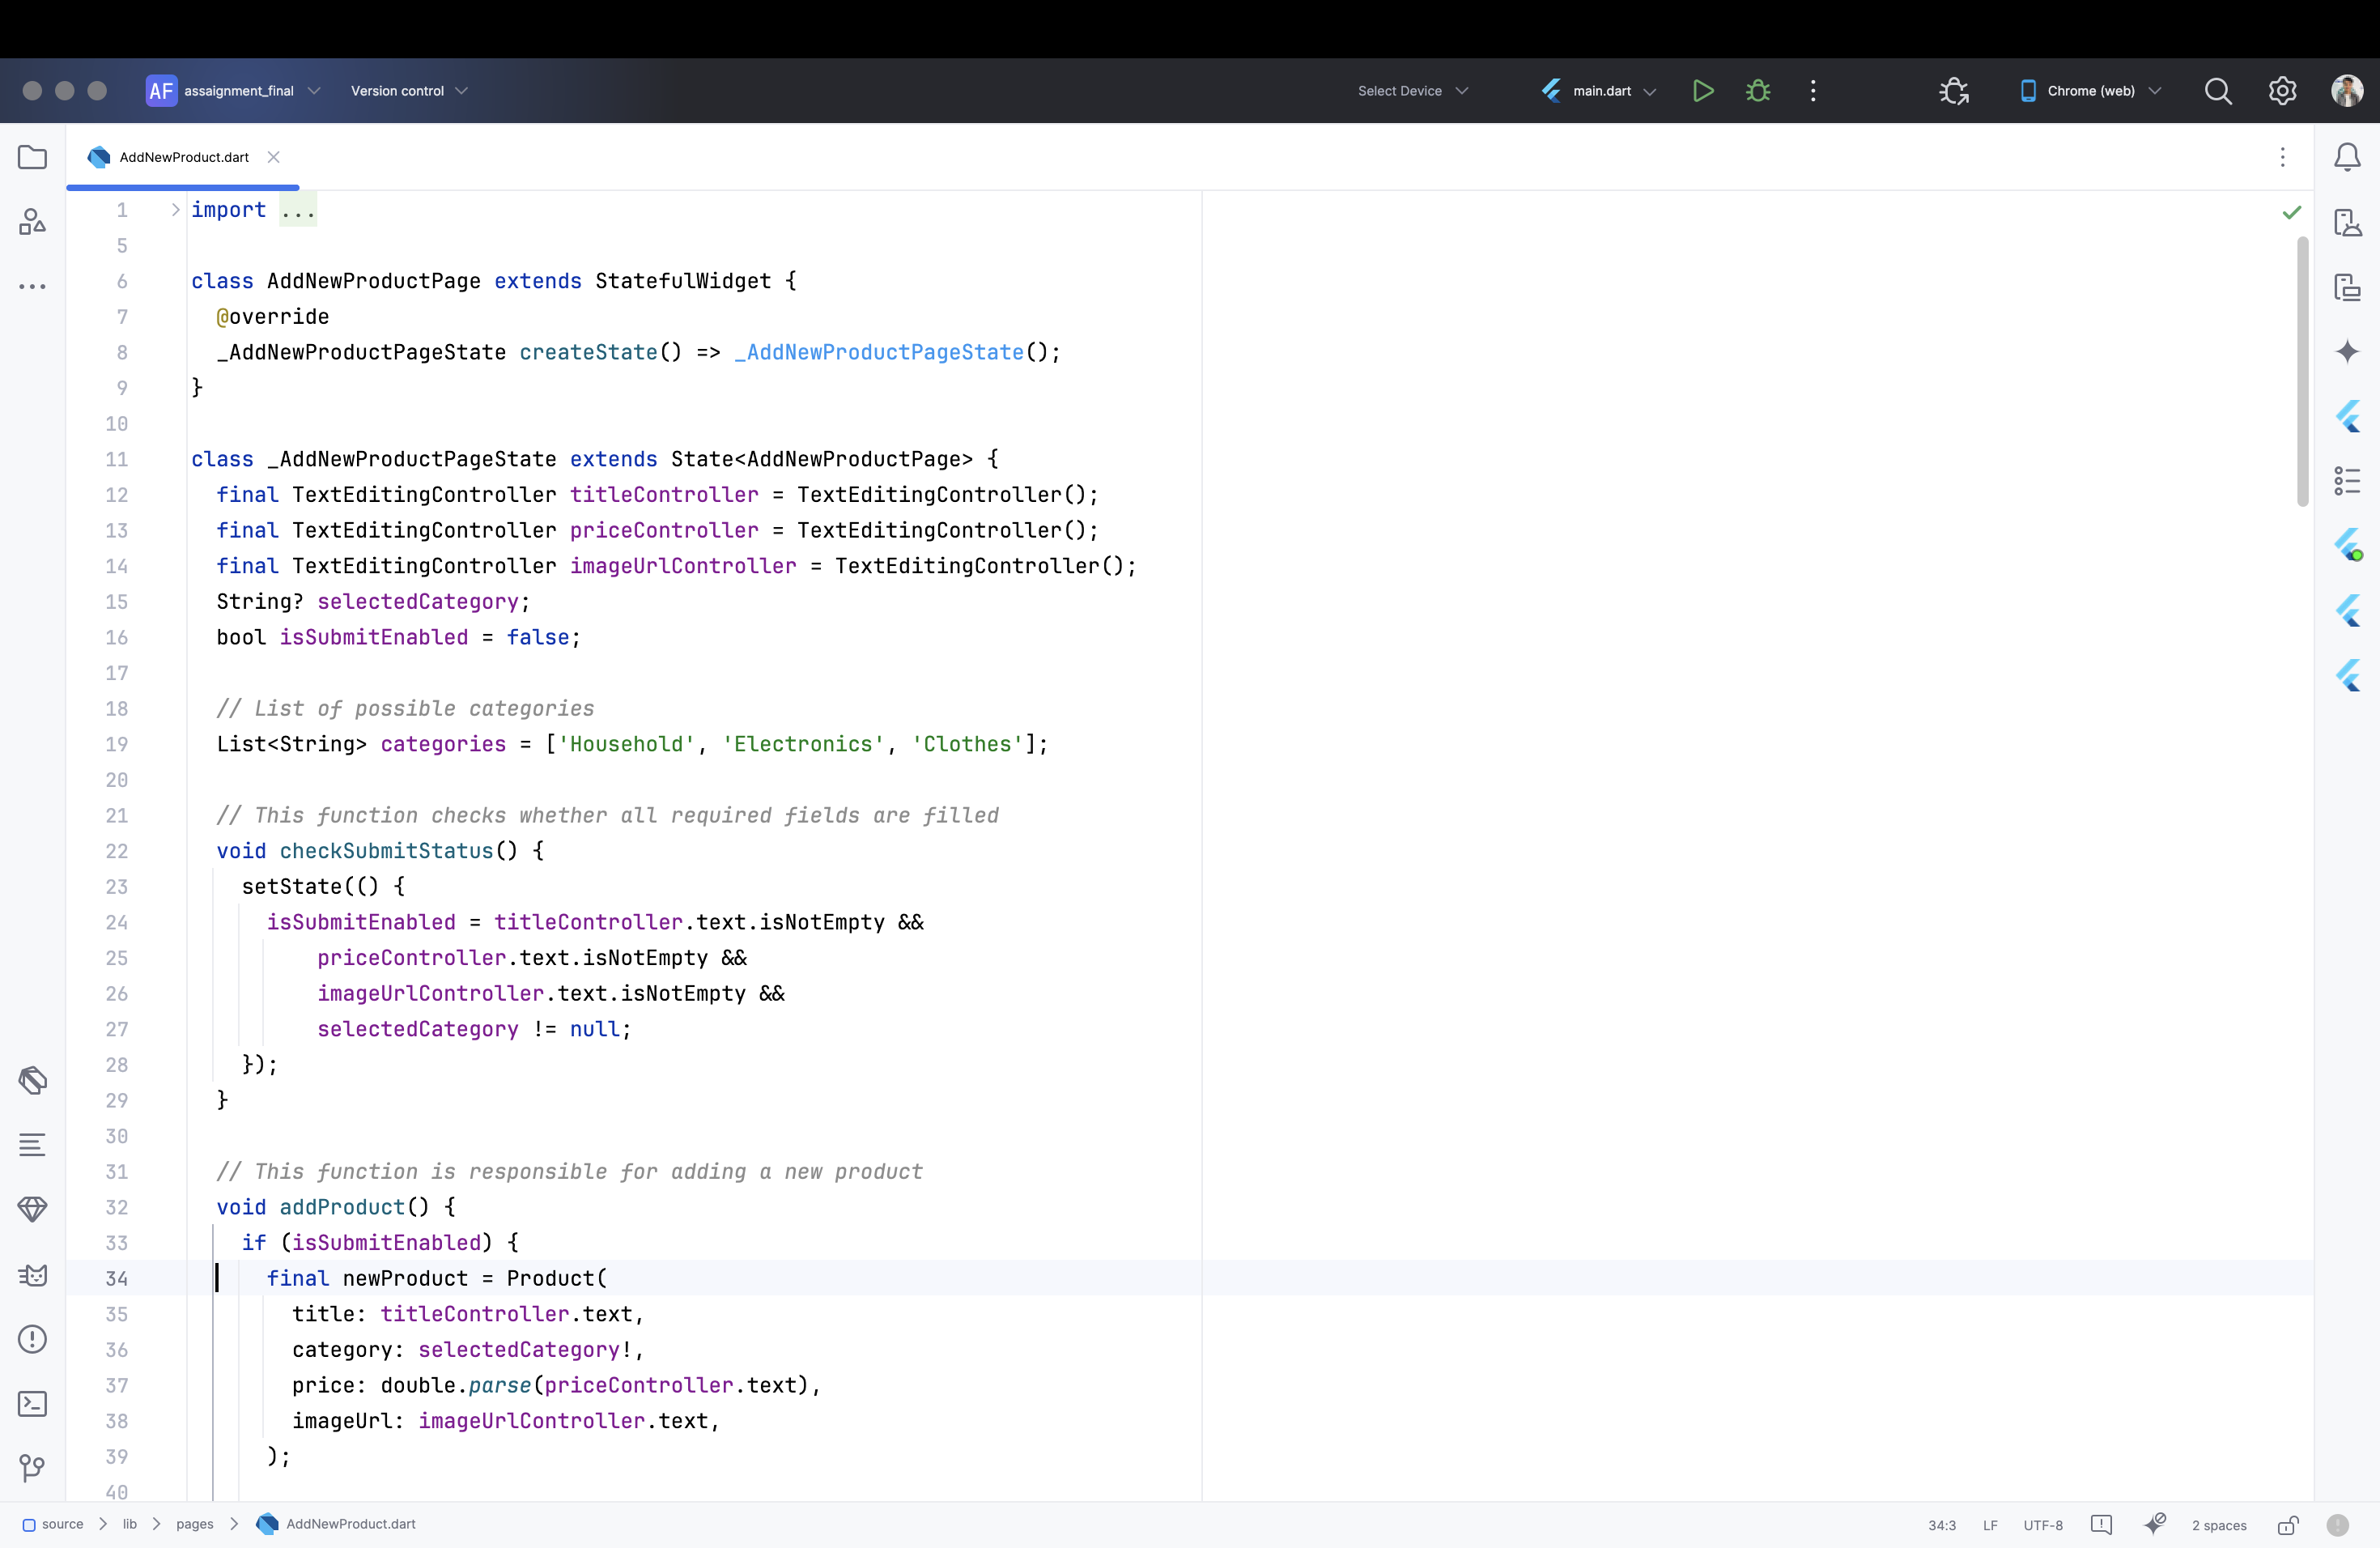 AF assaignment_final Version control Select Device main.dart Chrome (web)
AddNewProduct.dart
1 import ...
5
6 class AddNewProductPage extends StatefulWidget {
7   @override
8   _AddNewProductPageState createState() => _AddNewProductPageState();
9 }
10
11 class _AddNewProductPageState extends State<AddNewProductPage> {
12   final TextEditingController titleController = TextEditingController();
13   final TextEditingController priceController = TextEditingController();
14   final TextEditingController imageUrlController = TextEditingController();
15   String? selectedCategory;
16   bool isSubmitEnabled = false;
17
18   // List of possible categories
19   List<String> categories = ['Household', 'Electronics', 'Clothes'];
20
21   // This function checks whether all required fields are filled
22   void checkSubmitStatus() {
23     setState(() {
24       isSubmitEnabled = titleController.text.isNotEmpty &&
25           priceController.text.isNotEmpty &&
26           imageUrlController.text.isNotEmpty &&
27           selectedCategory != null;
28     });
29   }
30
31   // This function is responsible for adding a new product
32   void addProduct() {
33     if (isSubmitEnabled) {
34       final newProduct = Product(
35         title: titleController.text,
36         category: selectedCategory!,
37         price: double.parse(priceController.text),
38         imageUrl: imageUrlController.text,
39       );
40
source lib pages AddNewProduct.dart 34:3 LF UTF-8 2 spaces